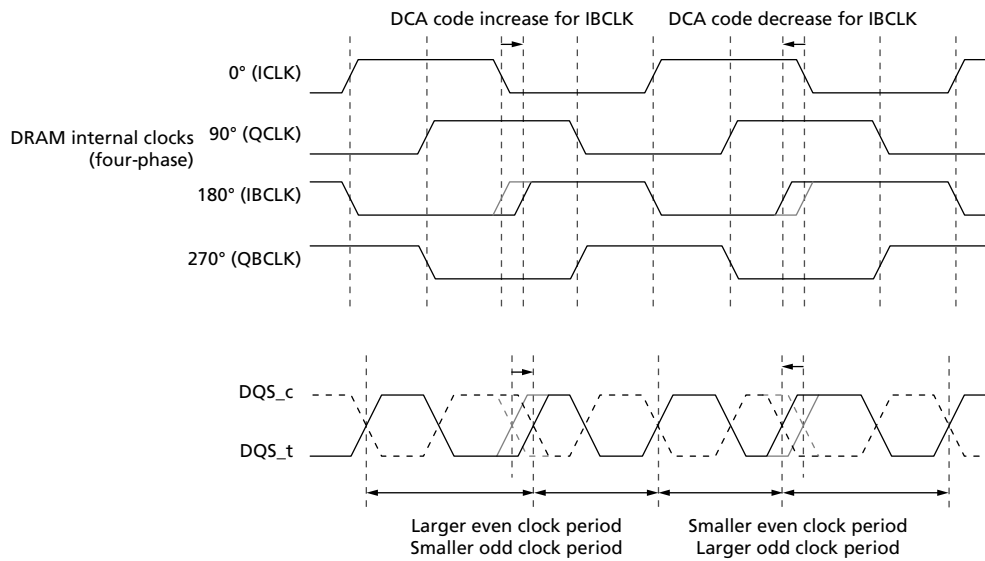 DCA code increase for IBCLK
DCA code decrease for IBCLK
0° (ICLK)
DRAM internal clocks
(four-phase)
90° (QCLK)
180° (IBCLK)
270° (QBCLK)
DQS_c
DQS_t
Larger even clock period
Smaller odd clock period
Smaller even clock period
Larger odd clock period